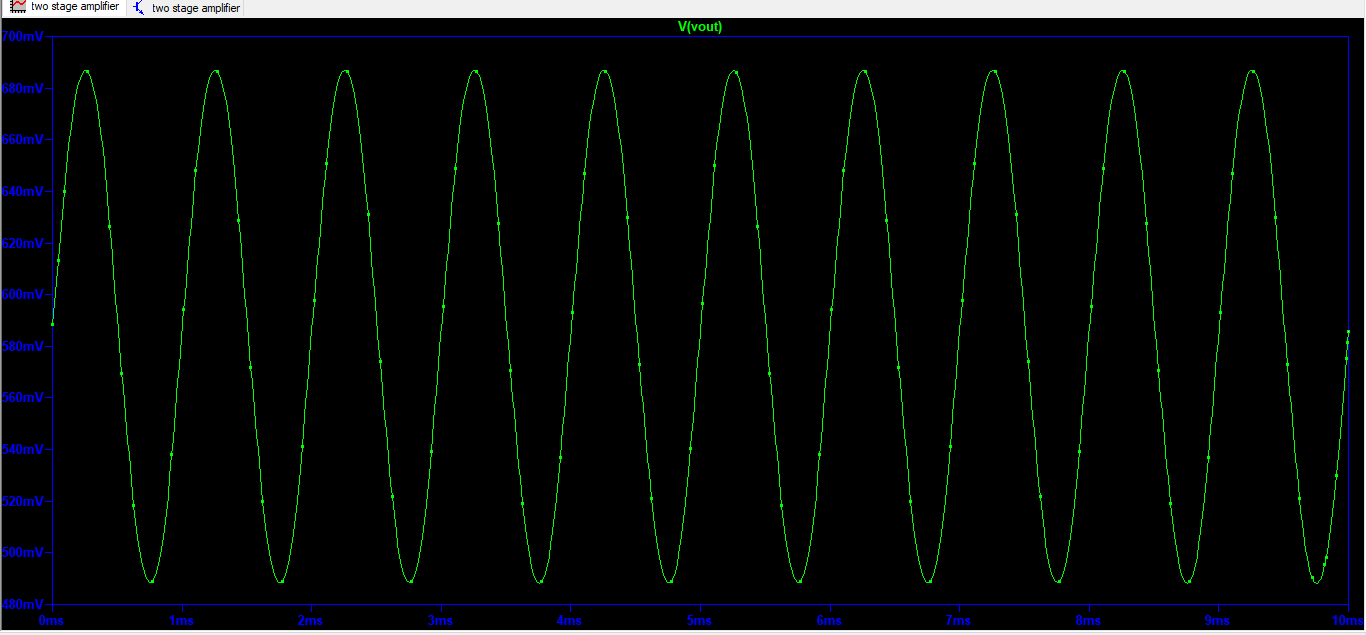 two stage amplifier two stage amplifier
V(vout)
700mV
680mV
660mV
640mV
620mV
600mV
580mV
560mV
540mV
520mV
500mV
480mV
0ms 1ms 2ms 3ms 4ms 5ms 6ms 7ms 8ms 9ms 10ms